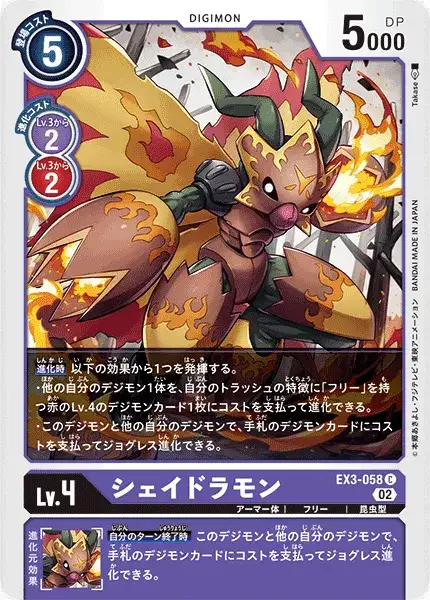 DIGIMON
登場コスト
5
DP
5000
進化コスト
Lv.3から
2
Lv.3から
2
Takase
BANDAI MADE IN JAPAN
©本郷あきよし・フジテレビ・東映アニメーション
進化時 以下の効果から1つを発揮する。
・他の自分のデジモン1体を、自分のトラッシュの特徴に「フリー」を持
つ赤のLv.4のデジモンカード1枚にコストを支払って進化できる。
・このデジモンと他の自分のデジモンで、手札のデジモンカードにコス
トを支払ってジョグレス進化できる。
EX3-058 C
02
Lv.4
シェイドラモン
アーマー体 | フリー | 昆虫型
進化元効果
自分のターン終了時 このデジモンと他の自分のデジモンで、
手札のデジモンカードにコストを支払ってジョグレス進
化できる。